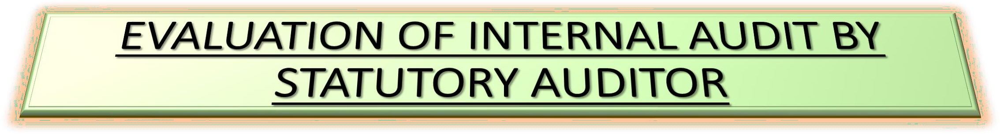 EVALUATION OF INTERNAL AUDIT BY
STATUTORY AUDITOR